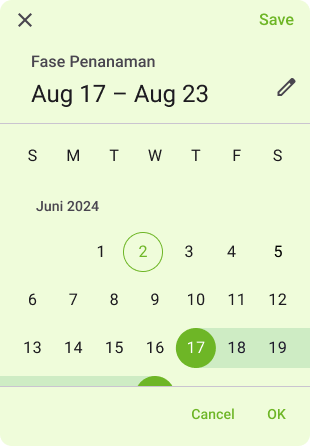 Save
Fase Penanaman
Aug 17 – Aug 23
S M T W T F S
Juni 2024
1 2 3 4 5
6 7 8 9 10 11 12
13 14 15 16 17 18 19
Cancel OK